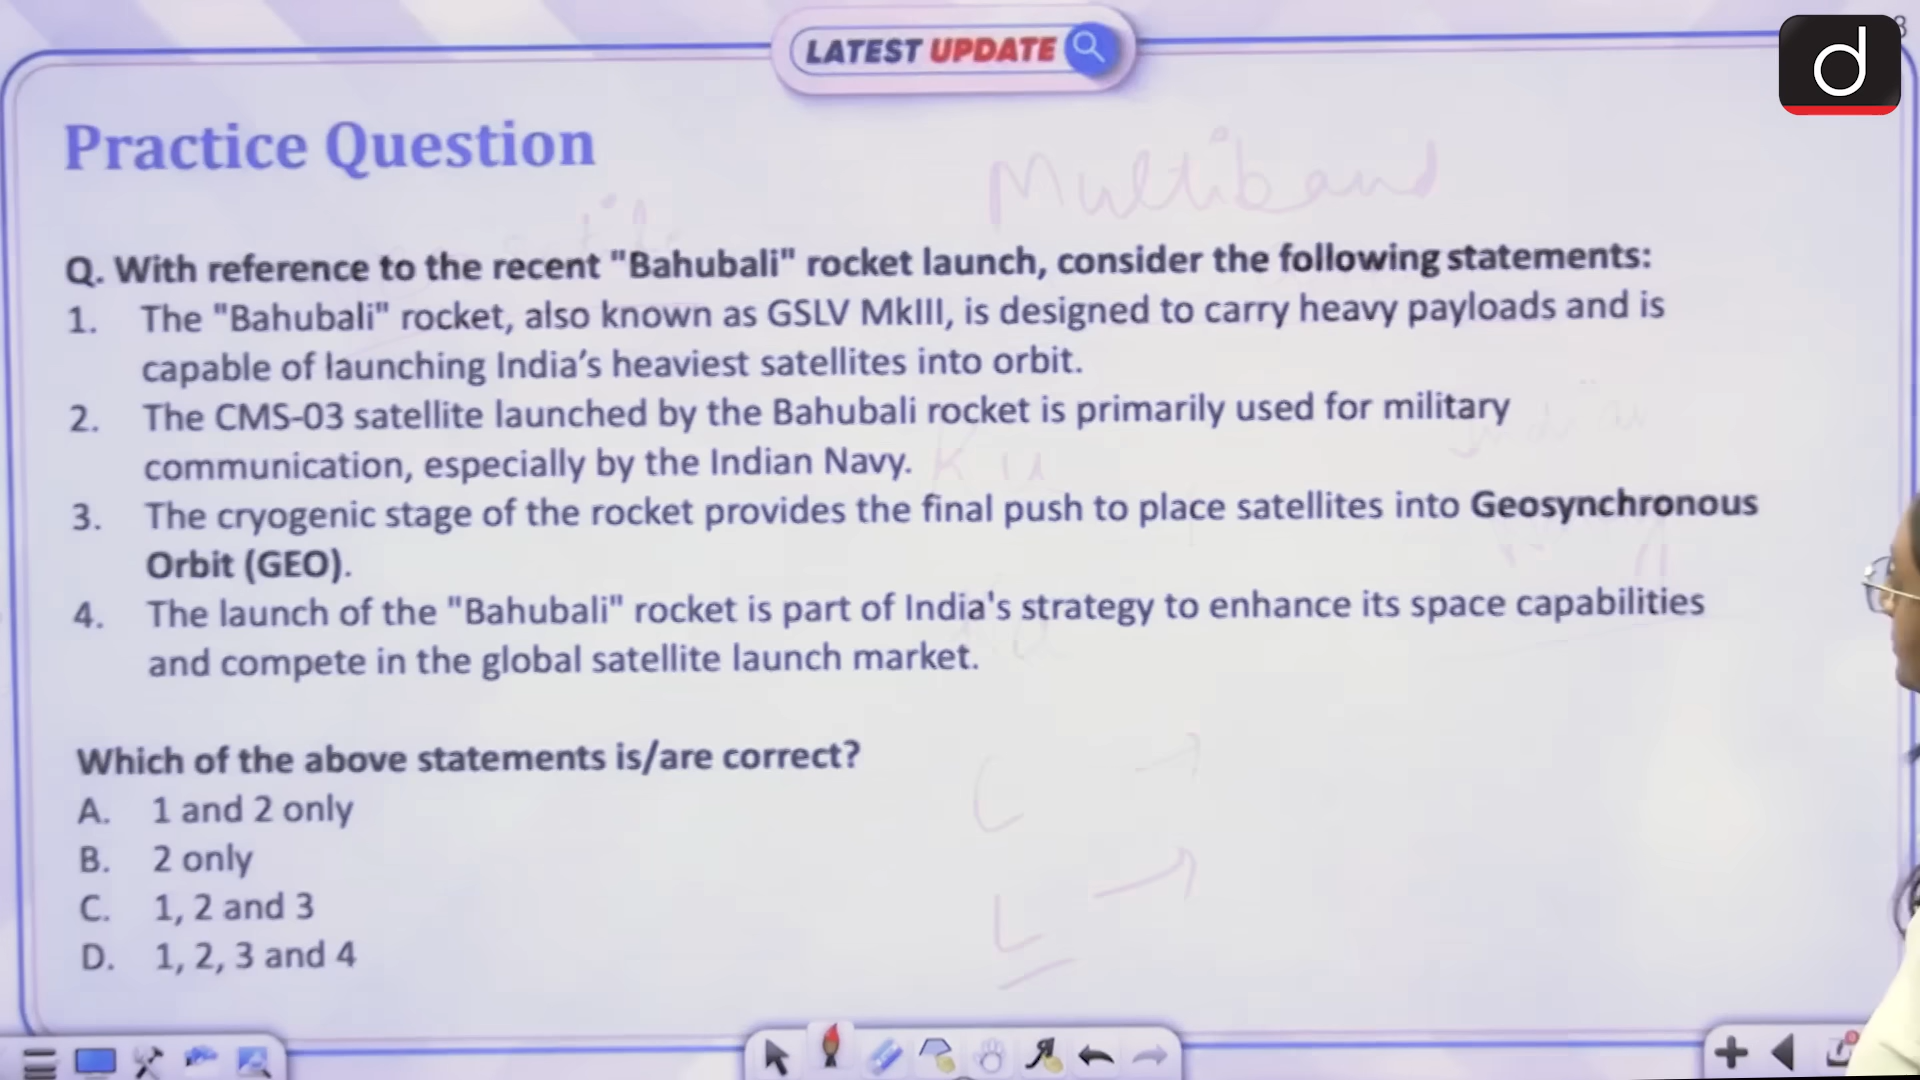 LATEST UPDATE
d
Practice Question
Multiband
Q. With reference to the recent "Bahubali" rocket launch, consider the following statements:
1. The "Bahubali" rocket, also known as GSLV MkIII, is designed to carry heavy payloads and is
capable of launching India’s heaviest satellites into orbit.
2. The CMS-03 satellite launched by the Bahubali rocket is primarily used for military
communication, especially by the Indian Navy.
3. The cryogenic stage of the rocket provides the final push to place satellites into Geosynchronous
Orbit (GEO).
4. The launch of the "Bahubali" rocket is part of India's strategy to enhance its space capabilities
and compete in the global satellite launch market.
Which of the above statements is/are correct?
A. 1 and 2 only
B. 2 only
C. 1, 2 and 3
D. 1, 2, 3 and 4
C
L